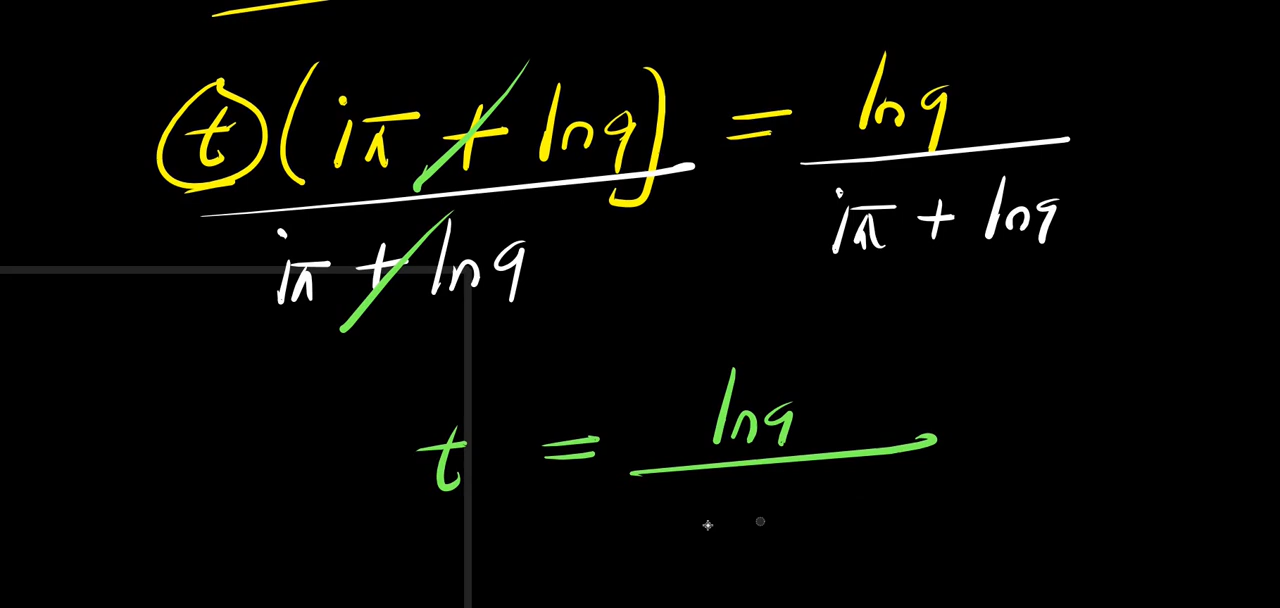 t(iπ + ln9) = ln9
iπ + ln9 iπ + ln9
t = ln9